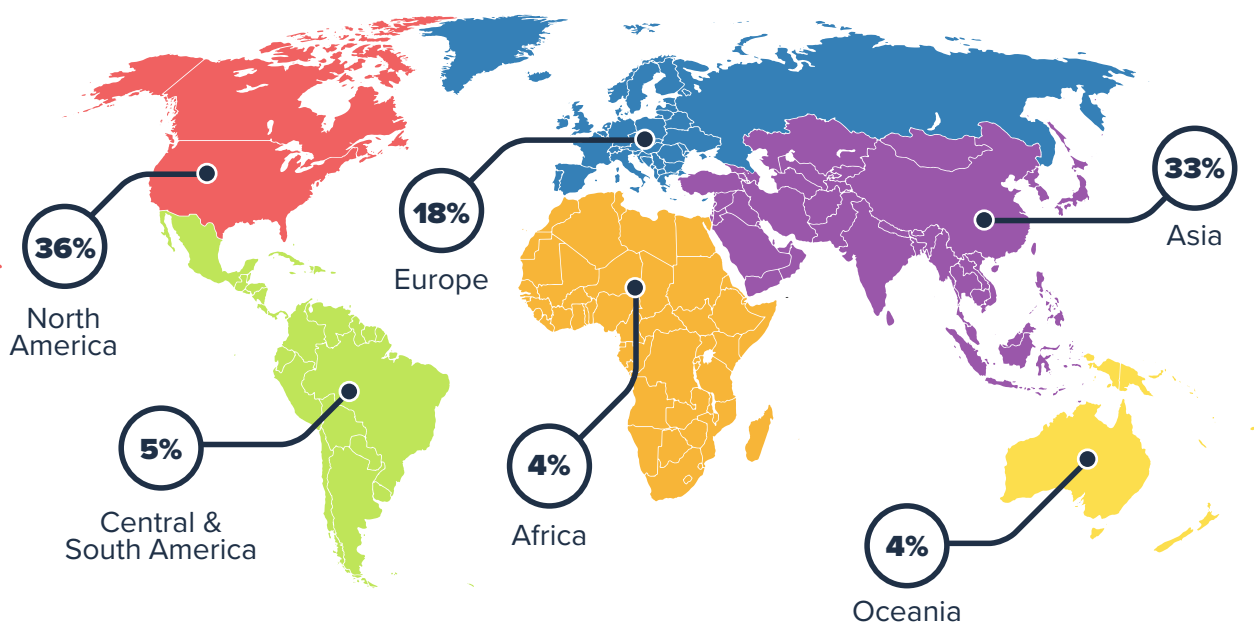 36%
North
America
18%
Europe
33%
Asia
5%
Central &
South America
4%
Africa
4%
Oceania